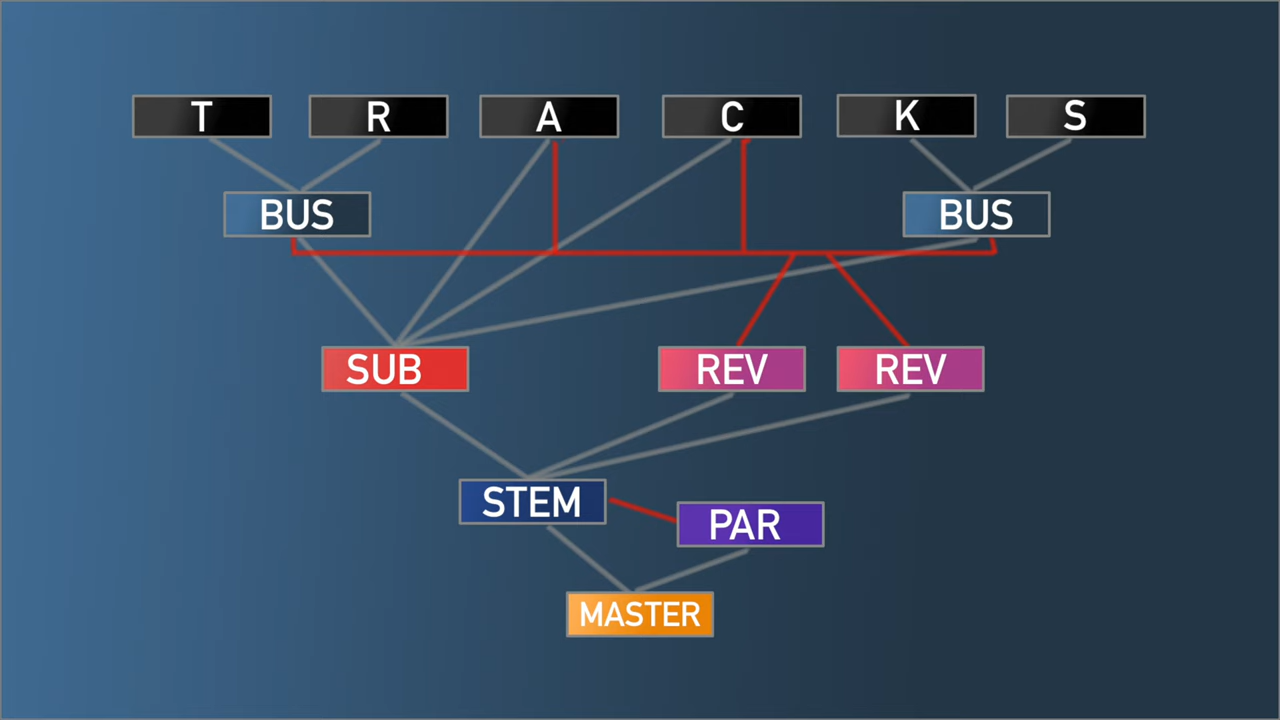 T R A C K S
BUS BUS
SUB REV REV
STEM
PAR
MASTER